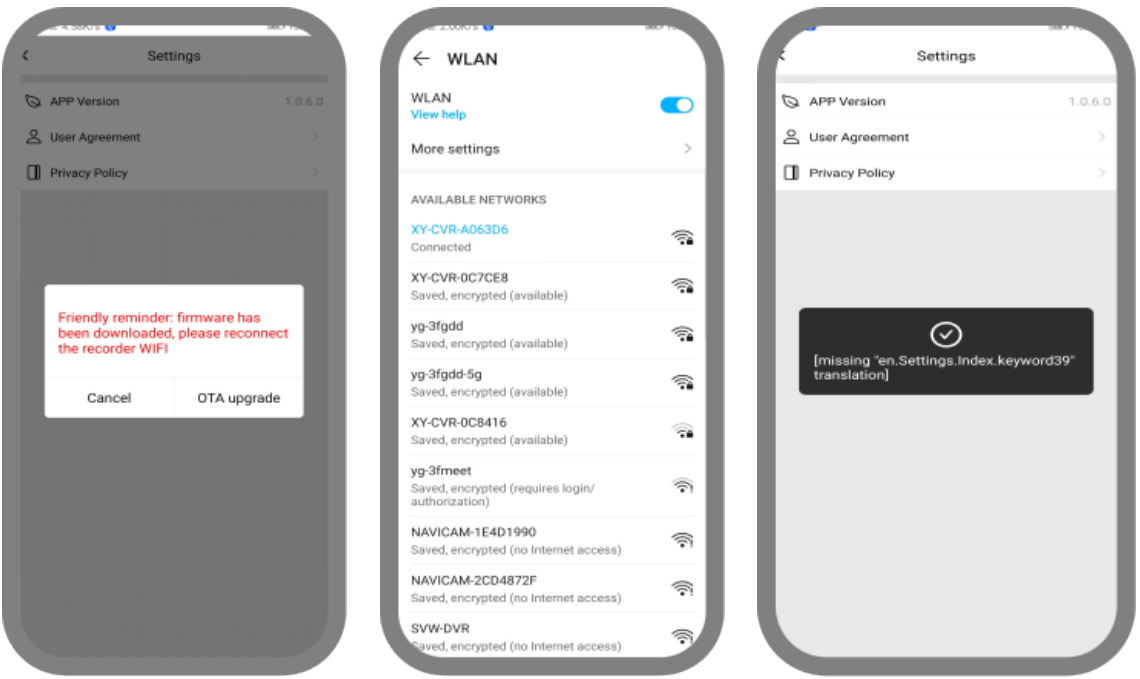 4.58K/s
Settings
APP Version 1.0.6.0
User Agreement
Privacy Policy
Friendly reminder: firmware has
been downloaded, please reconnect
the recorder WIFI
Cancel OTA upgrade
2.00K/s
WLAN
WLAN
View help
More settings
AVAILABLE NETWORKS
XY-CVR-A063D6
Connected
XY-CVR-0C7CE8
Saved, encrypted (available)
yg-3fgdd
Saved, encrypted (available)
yg-3fgdd-5g
Saved, encrypted (available)
XY-CVR-0C8416
Saved, encrypted (available)
yg-3fmeet
Saved, encrypted (requires login/
authorization)
NAVICAM-1E4D1990
Saved, encrypted (no Internet access)
NAVICAM-2CD4872F
Saved, encrypted (no Internet access)
SVW-DVR
Saved, encrypted (no Internet access)
Settings
APP Version 1.0.6.0
User Agreement
Privacy Policy
[missing "en.Settings.Index.keyword39"
translation]